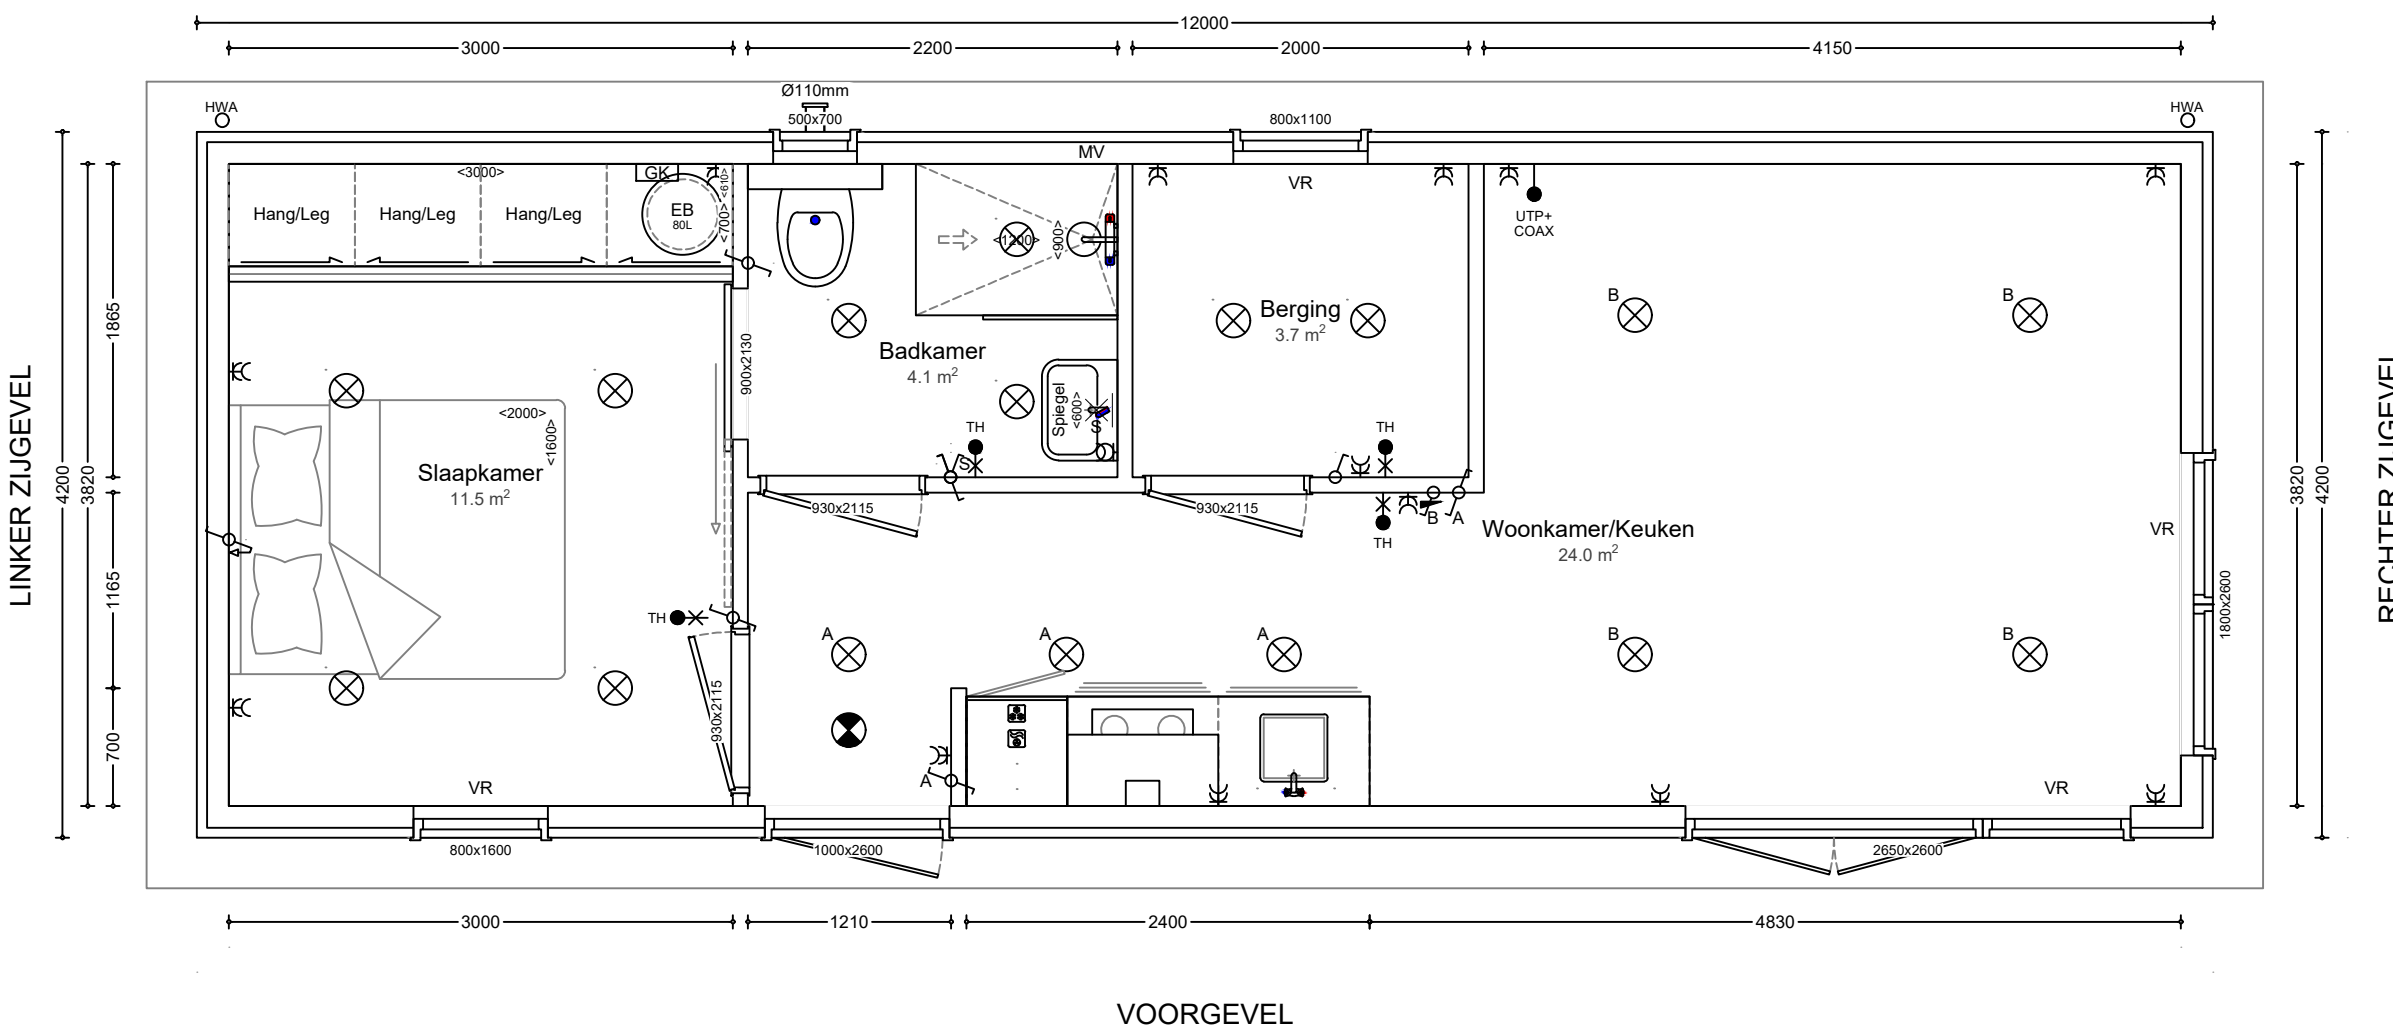 12000
3000
2200
2000
4150
Ø110mm
HWA
500x700
800x1100
HWA
MV
<3000>
GK
<610>
VR
Hang/Leg
Hang/Leg
Hang/Leg
EB
80L
<700>
<1200>
<900>
UTP+
COAX
1865
B
B
Berging
3.7 m²
900x2130
Badkamer
4.1 m²
LINKER ZIJGEVEL
4200
3820
<2000>
<1600>
Spiegel
<600>
S
TH
TH
S
Slaapkamer
11.5 m²
930x2115
930x2115
B
A
TH
Woonkamer/Keuken
24.0 m²
VR
3820
4200
RECHTER ZIJGEVEL
1165
1800x2600
TH
A
A
A
B
B
930x2115
700
A
VR
VR
800x1600
1000x2600
2650x2600
3000
1210
2400
4830
VOORGEVEL